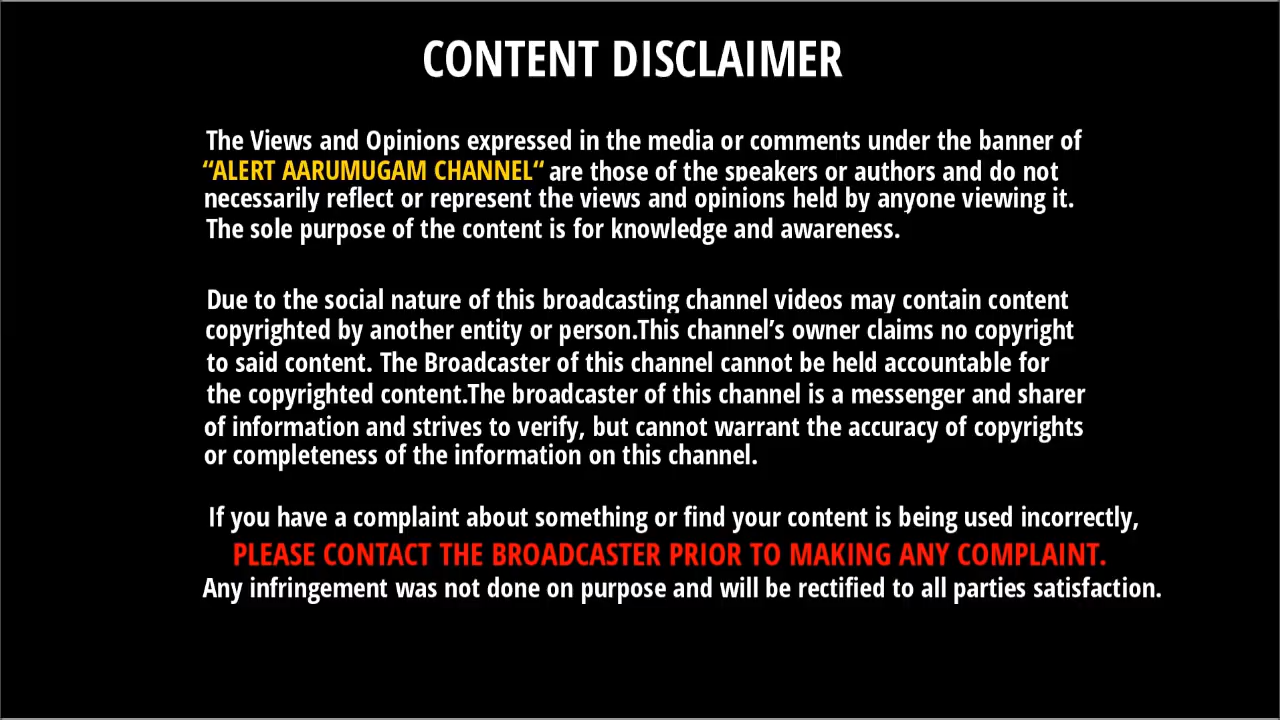 CONTENT DISCLAIMER
The Views and Opinions expressed in the media or comments under the banner of
“ALERT AARUMUGAM CHANNEL“ are those of the speakers or authors and do not
necessarily reflect or represent the views and opinions held by anyone viewing it.
The sole purpose of the content is for knowledge and awareness.
Due to the social nature of this broadcasting channel videos may contain content
copyrighted by another entity or person.This channel’s owner claims no copyright
to said content. The Broadcaster of this channel cannot be held accountable for
the copyrighted content.The broadcaster of this channel is a messenger and sharer
of information and strives to verify, but cannot warrant the accuracy of copyrights
or completeness of the information on this channel.
If you have a complaint about something or find your content is being used incorrectly,
PLEASE CONTACT THE BROADCASTER PRIOR TO MAKING ANY COMPLAINT.
Any infringement was not done on purpose and will be rectified to all parties satisfaction.